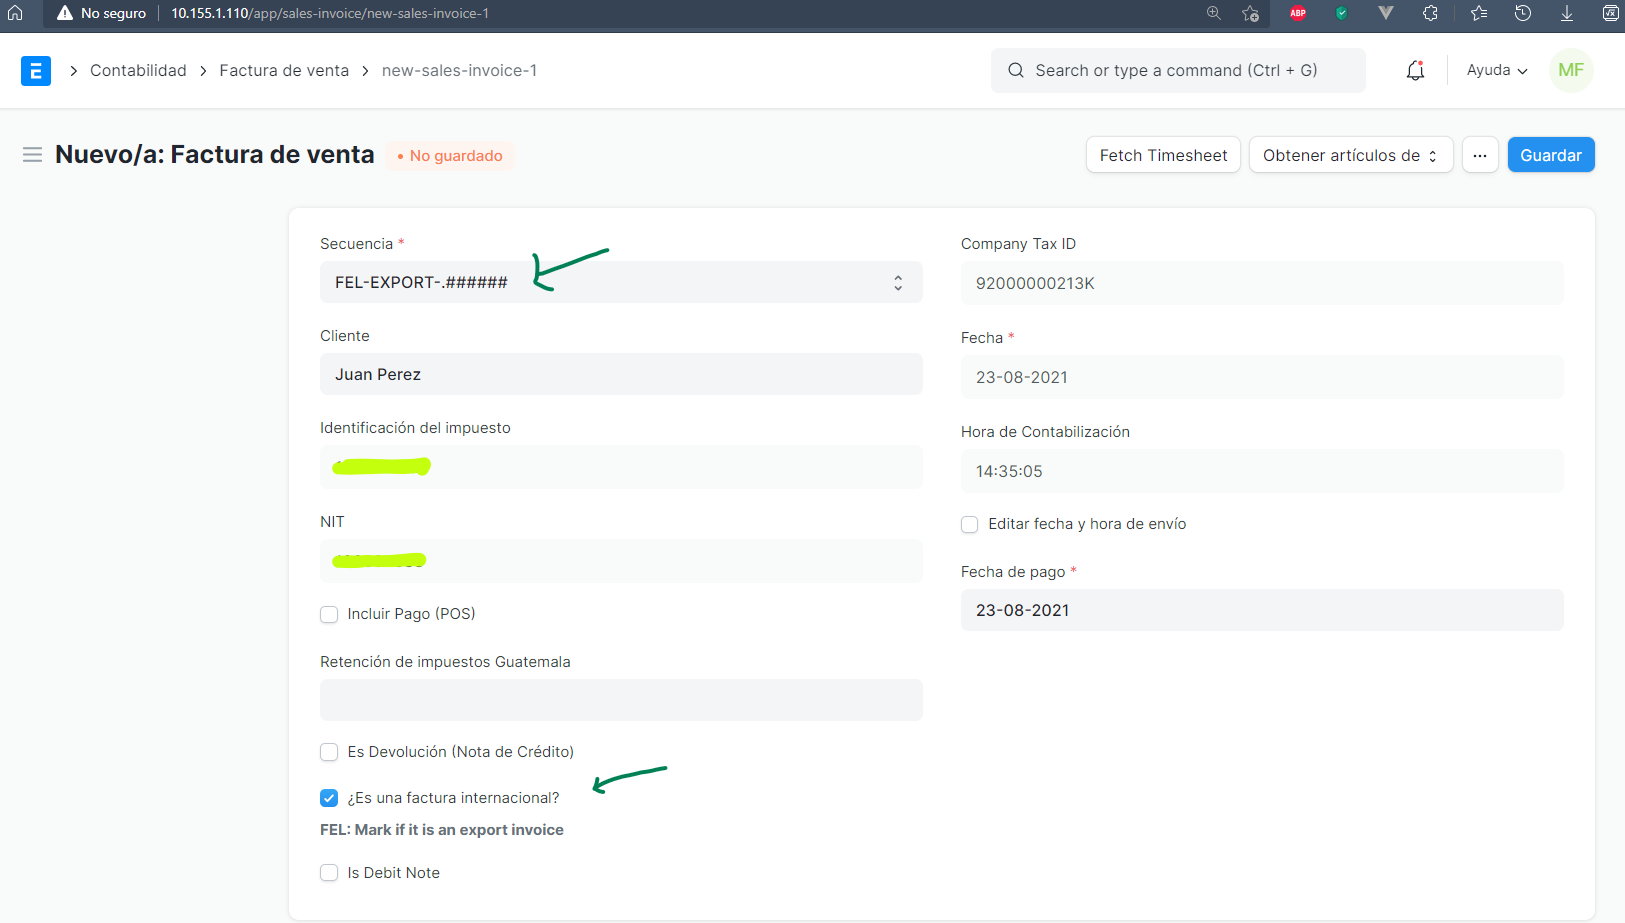 No seguro 10.155.1.110/app/sales-invoice/new-sales-invoice-1
ABP
E Contabilidad Factura de venta new-sales-invoice-1
Search or type a command (Ctrl + G)
Ayuda MF
Nuevo/a: Factura de venta • No guardado
Fetch Timesheet Obtener artículos de ... Guardar
Secuencia *
FEL-EXPORT-.######
Cliente
Juan Perez
Identificación del impuesto
NIT
Incluir Pago (POS)
Retención de impuestos Guatemala
Es Devolución (Nota de Crédito)
¿Es una factura internacional?
FEL: Mark if it is an export invoice
Is Debit Note
Company Tax ID
92000000213K
Fecha *
23-08-2021
Hora de Contabilización
14:35:05
Editar fecha y hora de envío
Fecha de pago *
23-08-2021